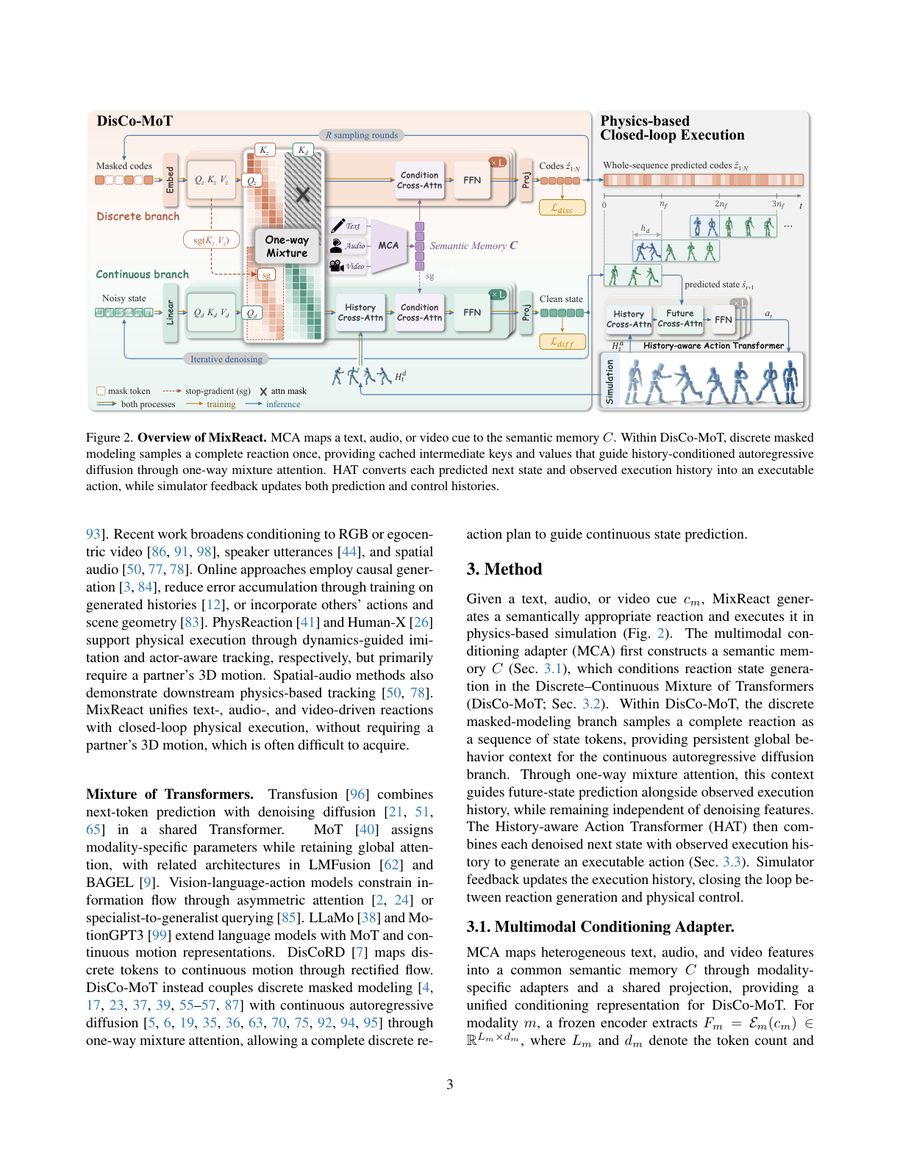 DisCo-MoT
Physics-based
Closed-loop Execution
R sampling rounds
Masked codes
Embed
Q_z K_z V_z
K_z
K_d
Q_z
Condition
Cross-Attn
FFN
× L
Proj
Codes ẑ_{1:N}
L_disc
Whole-sequence predicted codes ẑ_{1:N}
0
n_f
2n_f
3n_f
t
Discrete branch
sg(K_z V_z)
One-way
Mixture
Text
Audio
Video
MCA
Semantic Memory C
h_d
...
Continuous branch
sg
sg
predicted state ŝ_{t+1}
Noisy state
Linear
Q_d K_d V_d
Q_d
History
Cross-Attn
Condition
Cross-Attn
FFN
× L
Proj
Clean state
L_diff
History
Cross-Attn
Future
Cross-Attn
FFN
× L
a_t
Iterative denoising
H_t^d
H_t^a
History-aware Action Transformer
Simulation
mask token
stop-gradient (sg)
attn mask
both processes
training
inference
Figure 2. Overview of MixReact. MCA maps a text, audio, or video cue to the semantic memory C. Within DisCo-MoT, discrete masked
modeling samples a complete reaction once, providing cached intermediate keys and values that guide history-conditioned autoregressive
diffusion through one-way mixture attention. HAT converts each predicted next state and observed execution history into an executable
action, while simulator feedback updates both prediction and control histories.
93]. Recent work broadens conditioning to RGB or egocen-
tric video [86, 91, 98], speaker utterances [44], and spatial
audio [50, 77, 78]. Online approaches employ causal gener-
ation [3, 84], reduce error accumulation through training on
generated histories [12], or incorporate others' actions and
scene geometry [83]. PhysReaction [41] and Human-X [26]
support physical execution through dynamics-guided imi-
tation and actor-aware tracking, respectively, but primarily
require a partner's 3D motion. Spatial-audio methods also
demonstrate downstream physics-based tracking [50, 78].
MixReact unifies text-, audio-, and video-driven reactions
with closed-loop physical execution, without requiring a
partner's 3D motion, which is often difficult to acquire.
Mixture of Transformers. Transfusion [96] combines
next-token prediction with denoising diffusion [21, 51,
65] in a shared Transformer. MoT [40] assigns
modality-specific parameters while retaining global atten-
tion, with related architectures in LMFusion [62] and
BAGEL [9]. Vision-language-action models constrain in-
formation flow through asymmetric attention [2, 24] or
specialist-to-generalist querying [85]. LLaMo [38] and Mo-
tionGPT3 [99] extend language models with MoT and con-
tinuous motion representations. DisCoRD [7] maps dis-
crete tokens to continuous motion through rectified flow.
DisCo-MoT instead couples discrete masked modeling [4,
17, 23, 37, 39, 55–57, 87] with continuous autoregressive
diffusion [5, 6, 19, 35, 36, 63, 70, 75, 92, 94, 95] through
one-way mixture attention, allowing a complete discrete re-
action plan to guide continuous state prediction.
3. Method
Given a text, audio, or video cue c_m, MixReact gener-
ates a semantically appropriate reaction and executes it in
physics-based simulation (Fig. 2). The multimodal con-
ditioning adapter (MCA) first constructs a semantic mem-
ory C (Sec. 3.1), which conditions reaction state genera-
tion in the Discrete–Continuous Mixture of Transformers
(DisCo-MoT; Sec. 3.2). Within DisCo-MoT, the discrete
masked-modeling branch samples a complete reaction as
a sequence of state tokens, providing persistent global be-
havior context for the continuous autoregressive diffusion
branch. Through one-way mixture attention, this context
guides future-state prediction alongside observed execution
history, while remaining independent of denoising features.
The History-aware Action Transformer (HAT) then com-
bines each denoised next state with observed execution his-
tory to generate an executable action (Sec. 3.3). Simulator
feedback updates the execution history, closing the loop be-
tween reaction generation and physical control.
3.1. Multimodal Conditioning Adapter.
MCA maps heterogeneous text, audio, and video features
into a common semantic memory C through modality-
specific adapters and a shared projection, providing a
unified conditioning representation for DisCo-MoT. For
modality m, a frozen encoder extracts F_m = E_m(c_m) ∈
R^{L_m×d_m}, where L_m and d_m denote the token count and
3